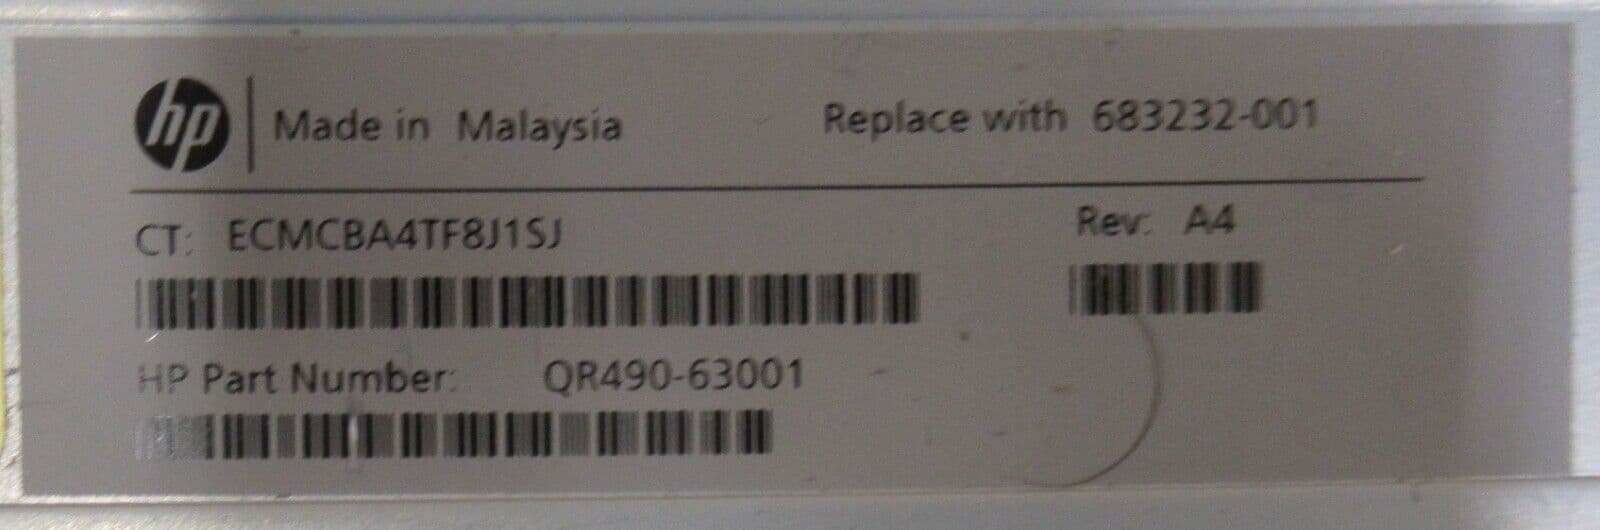 hp Made in Malaysia Replace with 683232-001
CT: ECMCBA4TF8J1SJ Rev: A4
HP Part Number: QR490-63001